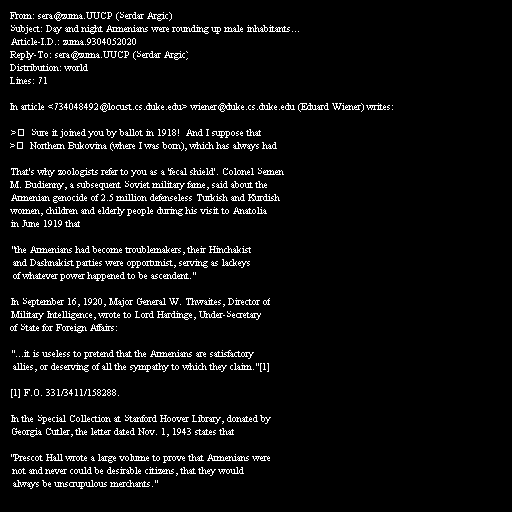 From: sera@zuma.UUCP (Serdar Argic)
Subject: Day and night Armenians were rounding up male inhabitants...
Article-I.D.: zuma.9304052020
Reply-To: sera@zuma.UUCP (Serdar Argic)
Distribution: world
Lines: 71

In article <734048492@locust.cs.duke.edu> wiener@duke.cs.duke.edu (Eduard Wiener) writes:

>▯  Sure it joined you by ballot in 1918!  And I suppose that
>▯  Northern Bukovina (where I was born), which has always had

That's why zoologists refer to you as a 'fecal shield'. Colonel Semen
M. Budienny, a subsequent Soviet military fame, said about the
Armenian genocide of 2.5 million defenseless Turkish and Kurdish
women, children and elderly people during his visit to Anatolia
in June 1919 that

"the Armenians had become troublemakers, their Hinchakist
and Dashnakist parties were opportunist, serving as lackeys
of whatever power happened to be ascendent."

In September 16, 1920, Major General W. Thwaites, Director of
Military Intelligence, wrote to Lord Hardinge, Under-Secretary
of State for Foreign Affairs:

"...it is useless to pretend that the Armenians are satisfactory
allies, or deserving of all the sympathy to which they claim."[1]

[1] F.O. 331/3411/158288.

In the Special Collection at Stanford Hoover Library, donated by
Georgia Cutler, the letter dated Nov. 1, 1943 states that

"Prescot Hall wrote a large volume to prove that Armenians were
not and never could be desirable citizens, that they would
always be unscrupulous merchants."